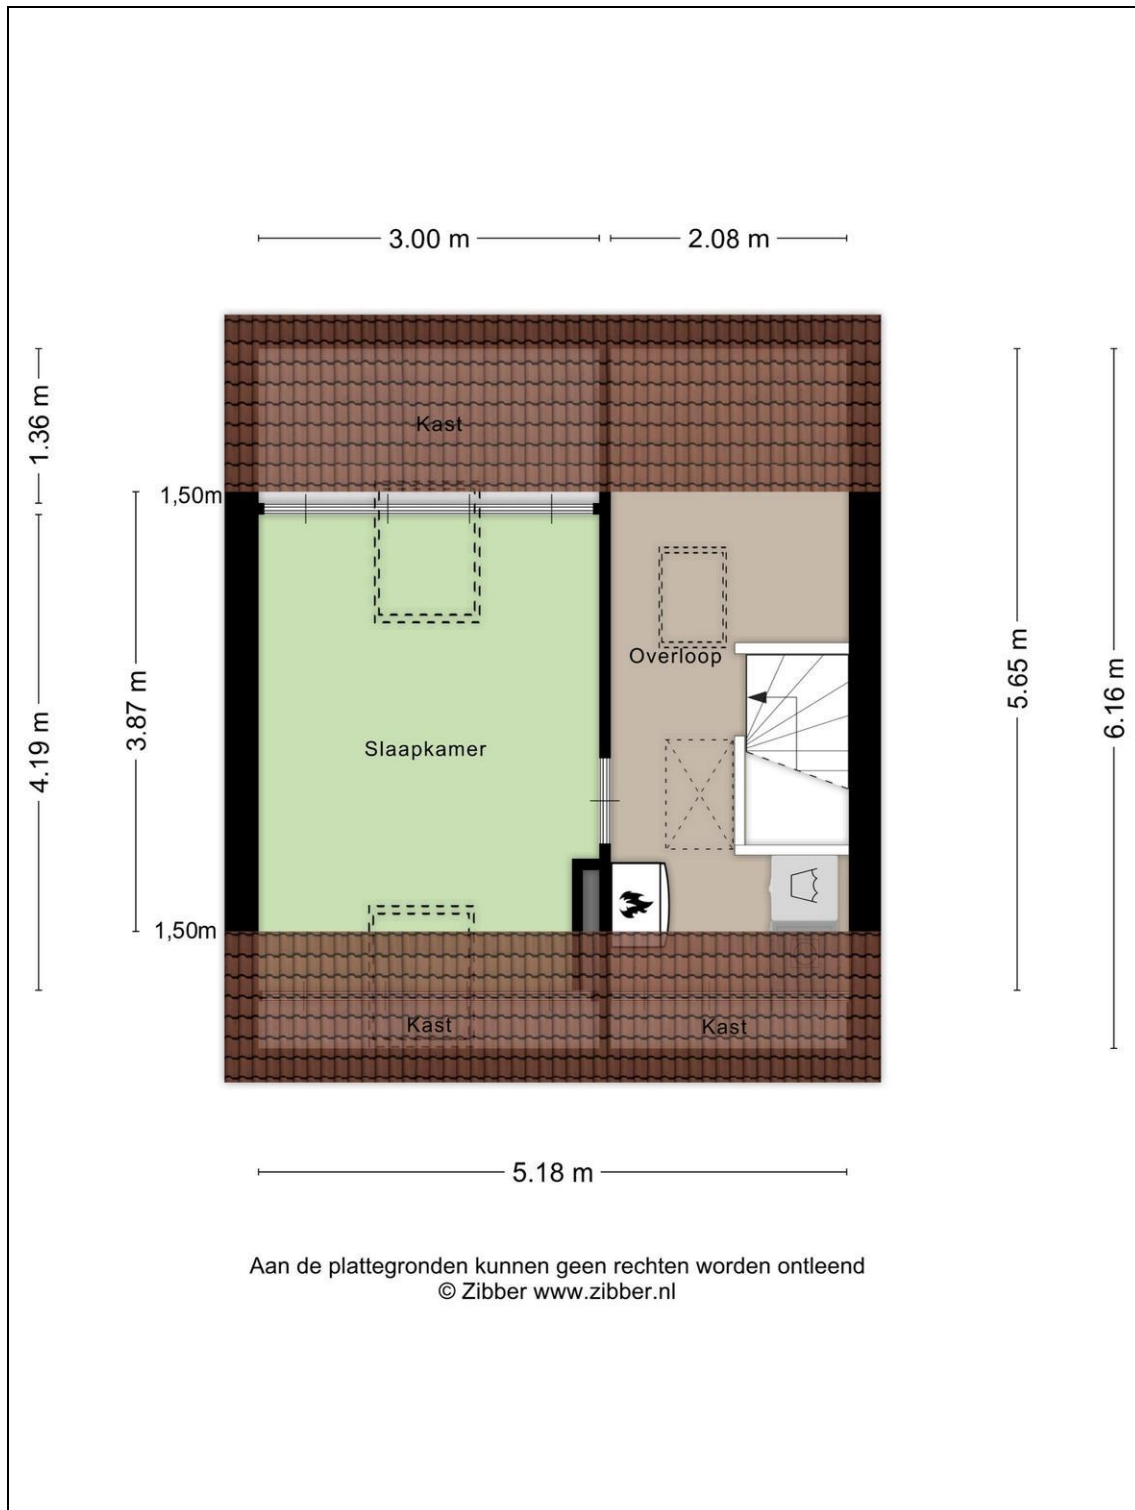 3.00 m
2.08 m
1.36 m
Kast
1,50m
5.65 m
Overloop
6.16 m
3.87 m
4.19 m
Slaapkamer
1,50m
Kast
Kast
5.18 m
Aan de plattegronden kunnen geen rechten worden ontleend
© Zibber www.zibber.nl